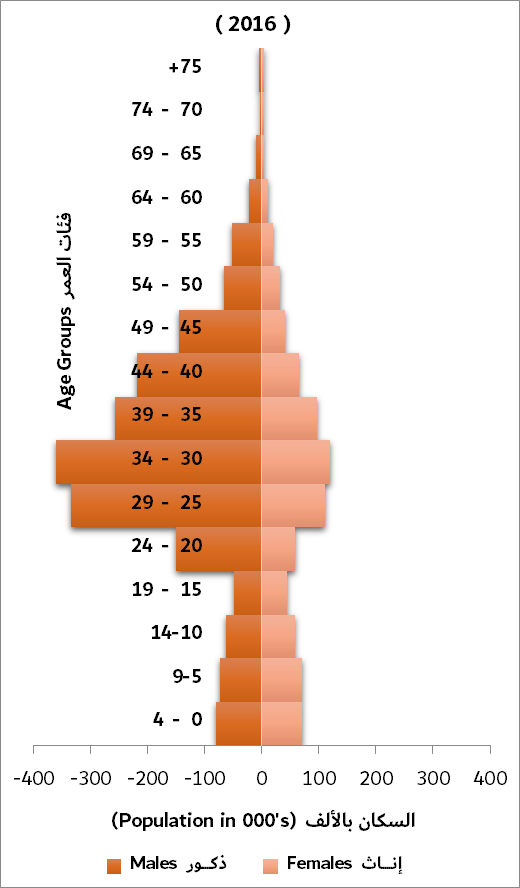 ( 2016 )
+75
74 - 70
69 - 65
64 - 60
59 - 55
54 - 50
49 - 45
44 - 40
39 - 35
34 - 30
29 - 25
24 - 20
19 - 15
14-10
9-5
4 - 0
Age Groups فئات العمر
-400 -300 -200 -100 0 100 200 300 400
(Population in 000's) السكان بالألف
Males ذكـور Females إنــاث